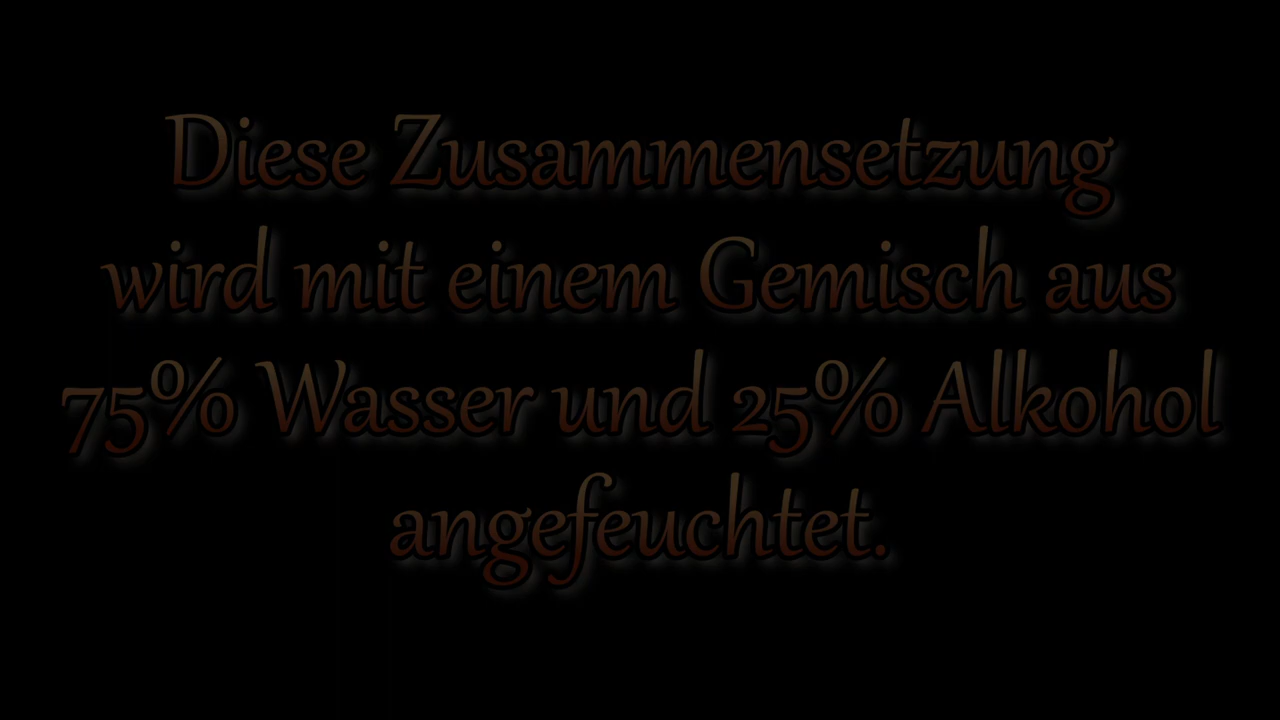 Diese Zusammensetzung
wird mit einem Gemisch aus
75% Wasser und 25% Alkohol
angefeuchtet.